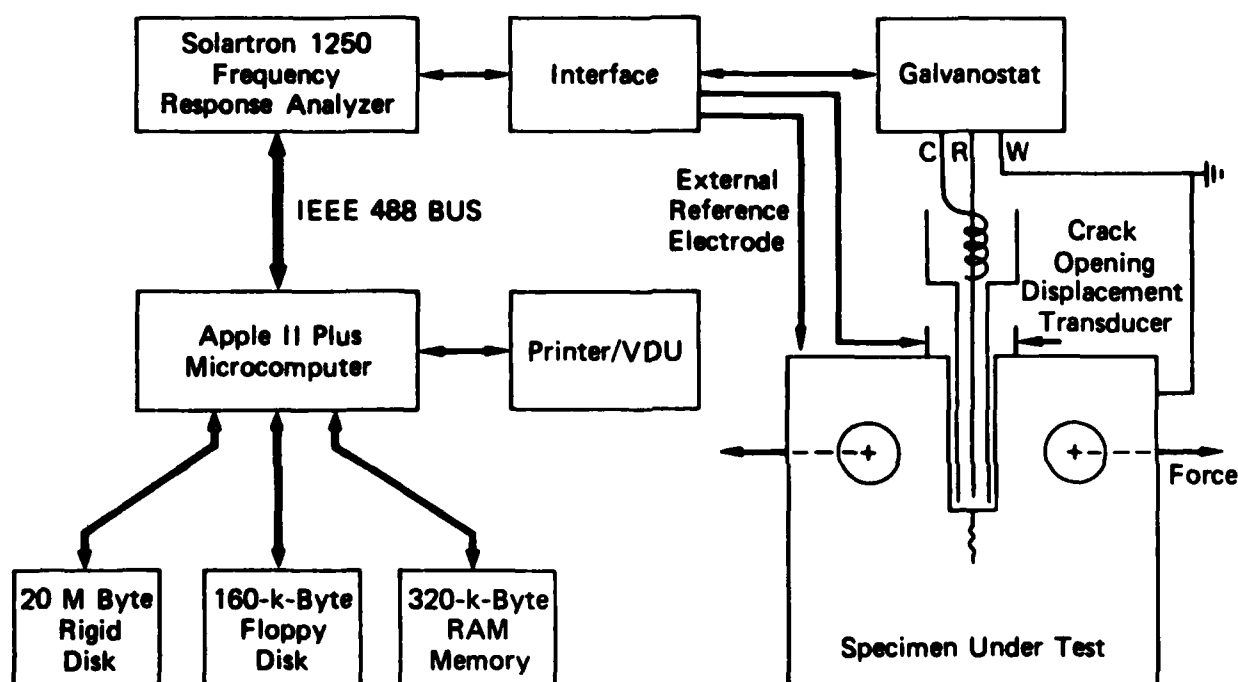 Solartron 1250
Frequency
Response Analyzer
Interface
Galvanostat
C R W
External
Reference
Electrode
IEEE 488 BUS
Crack
Opening
Displacement
Transducer
Apple II Plus
Microcomputer
Printer/VDU
Force
20 M Byte
Rigid
Disk
160-k-Byte
Floppy
Disk
320-k-Byte
RAM
Memory
Specimen Under Test